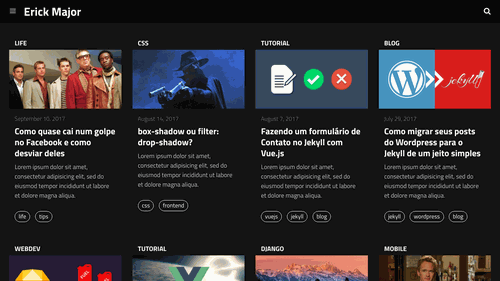 Erick Major
LIFE
September 10, 2017
Como quase caí num golpe
no Facebook e como
desviar deles
Lorem ipsum dolor sit amet,
consectetur adipisicing elit, sed do
eiusmod tempor incididunt ut labore
et dolore magna aliqua.
life
tips
CSS
August 14, 2017
box-shadow ou filter:
drop-shadow?
Lorem ipsum dolor sit amet,
consectetur adipisicing elit, sed do
eiusmod tempor incididunt ut labore
et dolore magna aliqua.
css
frontend
TUTORIAL
August 7, 2017
Fazendo um formulário de
Contato no Jekyll com
Vue.js
Lorem ipsum dolor sit amet,
consectetur adipisicing elit, sed do
eiusmod tempor incididunt ut labore
et dolore magna aliqua.
vuejs
jekyll
blog
BLOG
jekyll
July 29, 2017
Como migrar seus posts
do Wordpress para o
Jekyll de um jeito simples
Lorem ipsum dolor sit amet,
consectetur adipisicing elit, sed do
eiusmod tempor incididunt ut labore
et dolore magna aliqua.
jekyll
wordpress
blog
WEBDEV
FUEL
FUEL
TUTORIAL
DJANGO
MOBILE